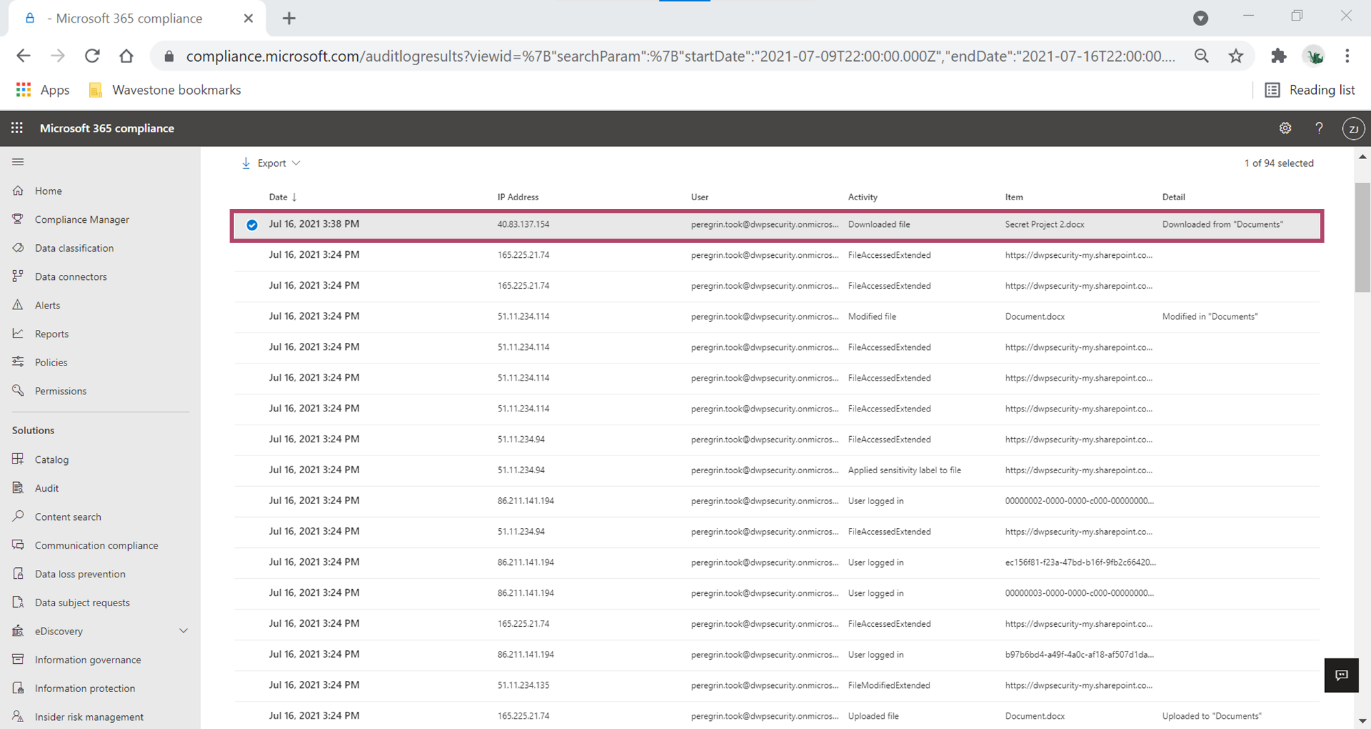 - Microsoft 365 compliance
compliance.microsoft.com/auditlogresults?viewid=%7B"searchParam":%7B"startDate":"2021-07-09T22:00:00.000Z","endDate":"2021-07-16T22:00:00....
Apps Wavestone bookmarks Reading list
Microsoft 365 compliance ? ZJ
Export 1 of 94 selected
Home
Compliance Manager
Data classification
Data connectors
Alerts
Reports
Policies
Permissions
Solutions
Catalog
Audit
Content search
Communication compliance
Data loss prevention
Data subject requests
eDiscovery
Information governance
Information protection
Insider risk management
Date ↓ IP Address User Activity Item Detail
Jul 16, 2021 3:38 PM 40.83.137.154 peregrin.took@dwpsecurity.onmicros... Downloaded file Secret Project 2.docx Downloaded from "Documents"
Jul 16, 2021 3:24 PM 165.225.21.74 peregrin.took@dwpsecurity.onmicros... FileAccessedExtended https://dwpsecurity-my.sharepoint.co...
Jul 16, 2021 3:24 PM 165.225.21.74 peregrin.took@dwpsecurity.onmicros... FileAccessedExtended https://dwpsecurity-my.sharepoint.co...
Jul 16, 2021 3:24 PM 51.11.234.114 peregrin.took@dwpsecurity.onmicros... Modified file Document.docx Modified in "Documents"
Jul 16, 2021 3:24 PM 51.11.234.114 peregrin.took@dwpsecurity.onmicros... FileAccessedExtended https://dwpsecurity-my.sharepoint.co...
Jul 16, 2021 3:24 PM 51.11.234.114 peregrin.took@dwpsecurity.onmicros... FileAccessedExtended https://dwpsecurity-my.sharepoint.co...
Jul 16, 2021 3:24 PM 51.11.234.114 peregrin.took@dwpsecurity.onmicros... FileAccessedExtended https://dwpsecurity-my.sharepoint.co...
Jul 16, 2021 3:24 PM 51.11.234.94 peregrin.took@dwpsecurity.onmicros... FileAccessedExtended https://dwpsecurity-my.sharepoint.co...
Jul 16, 2021 3:24 PM 51.11.234.94 peregrin.took@dwpsecurity.onmicros... Applied sensitivity label to file https://dwpsecurity-my.sharepoint.co...
Jul 16, 2021 3:24 PM 86.211.141.194 peregrin.took@dwpsecurity.onmicros... User logged in 00000002-0000-0000-c000-00000000...
Jul 16, 2021 3:24 PM 51.11.234.94 peregrin.took@dwpsecurity.onmicros... FileAccessedExtended https://dwpsecurity-my.sharepoint.co...
Jul 16, 2021 3:24 PM 86.211.141.194 peregrin.took@dwpsecurity.onmicros... User logged in ec156f81-f23a-47bd-b16f-9fb2c66420...
Jul 16, 2021 3:24 PM 86.211.141.194 peregrin.took@dwpsecurity.onmicros... User logged in 00000003-0000-0000-c000-00000000...
Jul 16, 2021 3:24 PM 165.225.21.74 peregrin.took@dwpsecurity.onmicros... FileAccessedExtended https://dwpsecurity-my.sharepoint.co...
Jul 16, 2021 3:24 PM 86.211.141.194 peregrin.took@dwpsecurity.onmicros... User logged in b97b6bd4-a49f-4a0c-af18-af507d1da...
Jul 16, 2021 3:24 PM 51.11.234.135 peregrin.took@dwpsecurity.onmicros... FileModifiedExtended https://dwpsecurity-my.sharepoint.co...
Jul 16, 2021 3:24 PM 165.225.21.74 peregrin.took@dwpsecurity.onmicros... Uploaded file Document.docx Uploaded to "Documents"